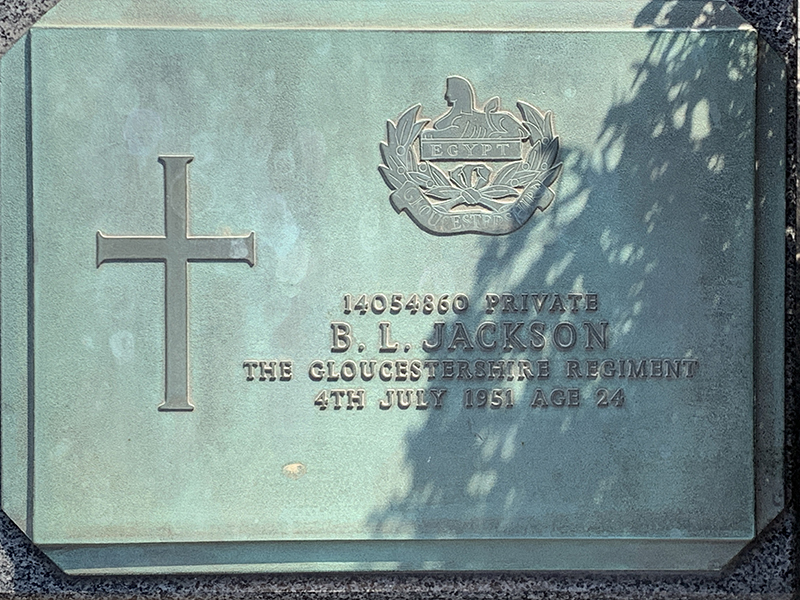 EGYPT
GLOUCESTERSHIRE
14054860 PRIVATE
B. L. JACKSON
THE GLOUCESTERSHIRE REGIMENT
4TH JULY 1951 AGE 24